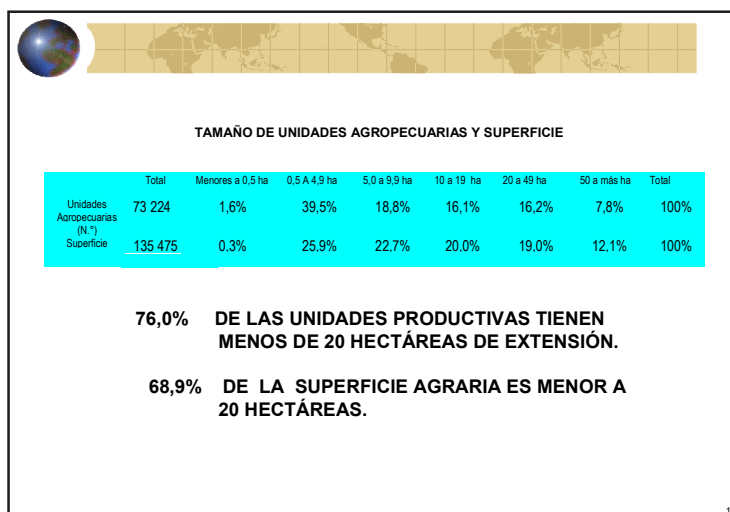 TAMAÑO DE UNIDADES AGROPECUARIAS Y SUPERFICIE
Total Menores a 0,5 ha 0,5 A 4,9 ha 5,0 a 9,9 ha 10 a 19 ha 20 a 49 ha 50 a más ha Total
Unidades
Agropecuarias
(N.°)
73 224 1,6% 39,5% 18,8% 16,1% 16,2% 7,8% 100%
Superficie 135 475 0,3% 25,9% 22,7% 20,0% 19,0% 12,1% 100%
76,0% DE LAS UNIDADES PRODUCTIVAS TIENEN
MENOS DE 20 HECTÁREAS DE EXTENSIÓN.
68,9% DE LA SUPERFICIE AGRARIA ES MENOR A
20 HECTÁREAS.
1